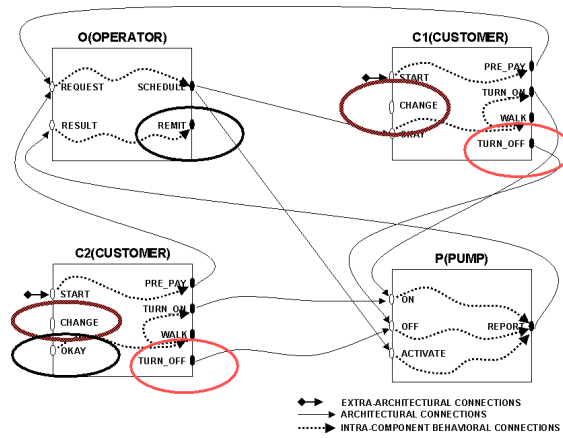 O(OPERATOR)
REQUEST
SCHEDULE
RESULT
REMIT
C1(CUSTOMER)
PRE_PAY
START
TURN_ON
CHANGE
WALK
OKAY
TURN_OFF
C2(CUSTOMER)
PRE_PAY
START
TURN_ON
CHANGE
WALK
OKAY
TURN_OFF
P(PUMP)
ON
OFF
REPORT
ACTIVATE
EXTRA-ARCHITECTURAL CONNECTIONS
ARCHITECTURAL CONNECTIONS
INTRA-COMPONENT BEHAVIORAL CONNECTIONS